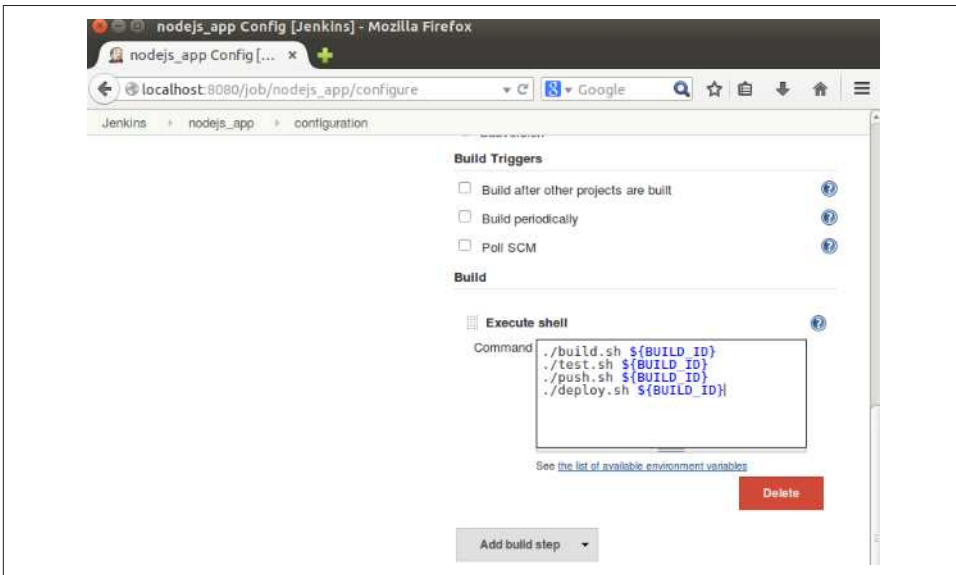 nodejs_app Config [Jenkins] - Mozilla Firefox
nodejs_app Config [...
localhost:8080/job/nodejs_app/configure
Google
Jenkins
nodejs_app
configuration
Build Triggers
Build after other projects are built
Build periodically
Poll SCM
Build
Execute shell
Command
./build.sh ${BUILD_ID}
./test.sh ${BUILD_ID}
./push.sh ${BUILD_ID}
./deploy.sh ${BUILD_ID}
See the list of available environment variables
Delete
Add build step